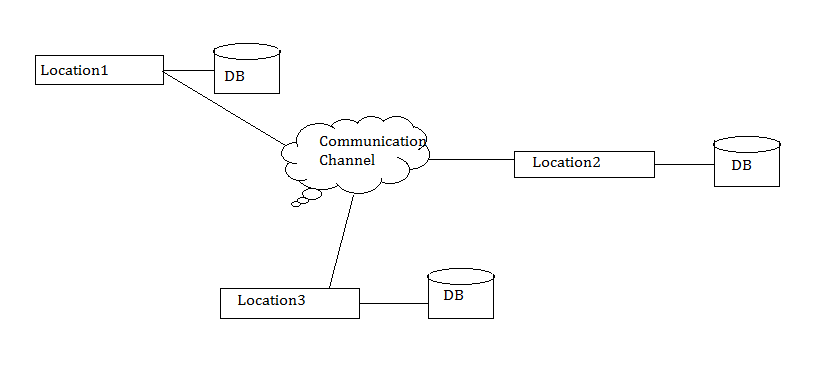 Location1
DB
Communication
Channel
Location2
DB
Location3
DB